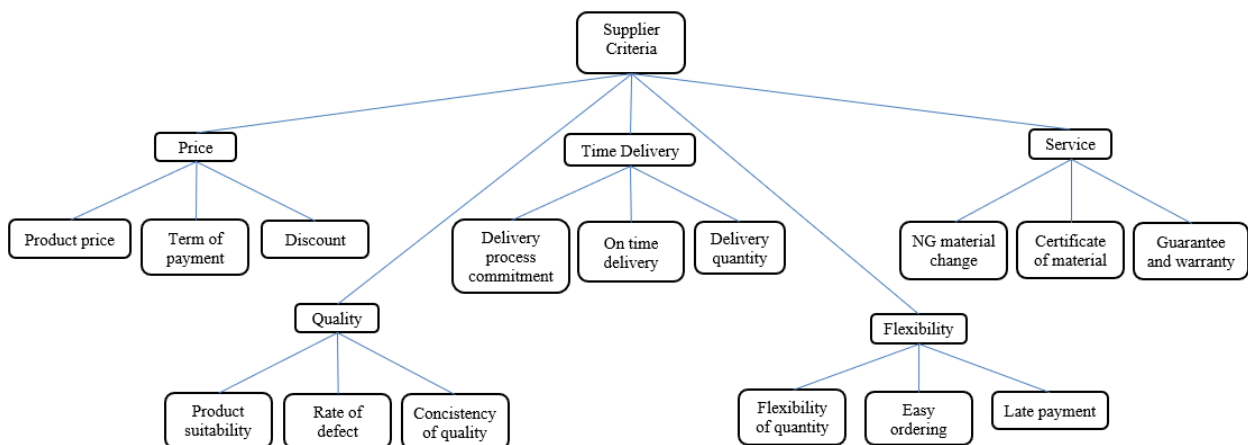 Supplier
Criteria
Price
Time Delivery
Service
Product price
Term of
payment
Discount
Delivery
process
commitment
On time
delivery
Delivery
quantity
NG material
change
Certificate
of material
Guarantee
and warranty
Quality
Flexibility
Product
suitability
Rate of
defect
Concistency
of quality
Flexibility
of quantity
Easy
ordering
Late payment